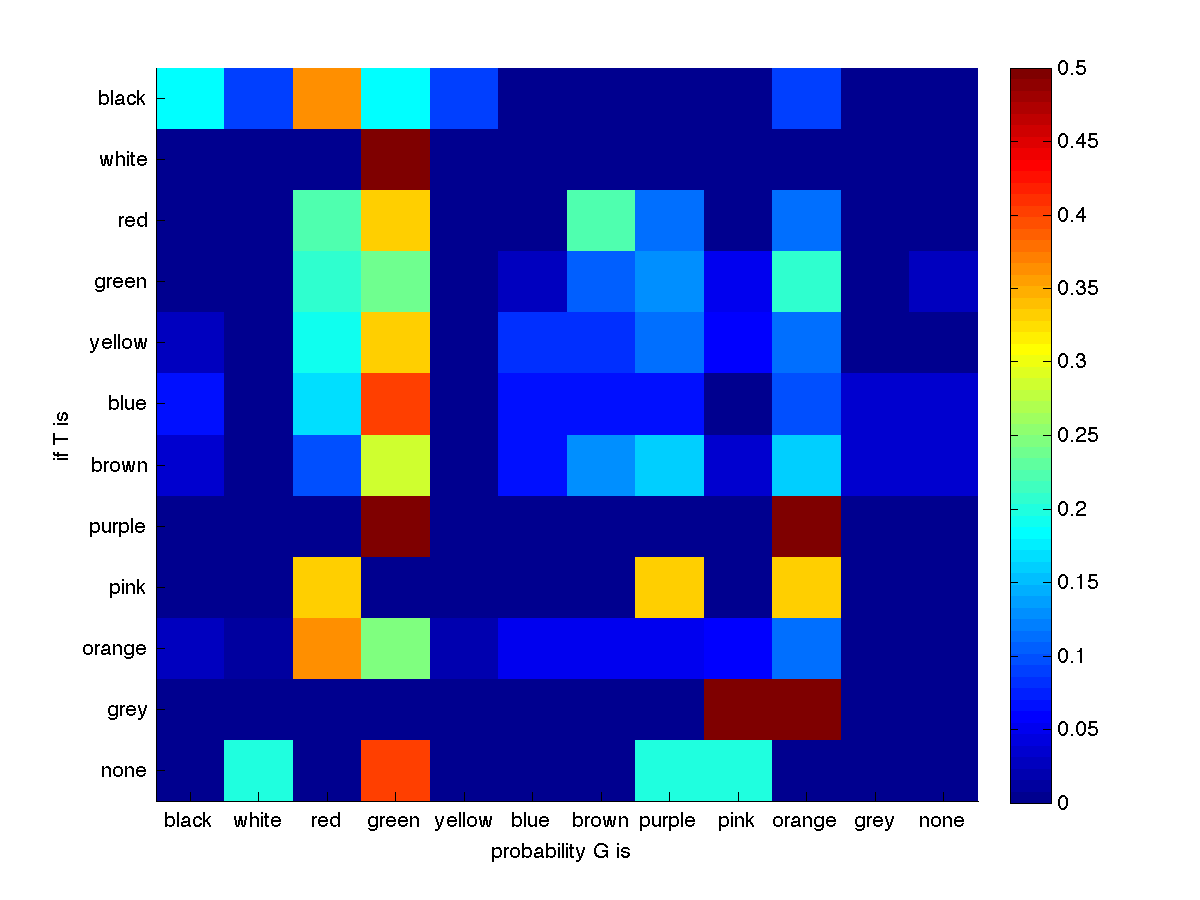 black
white
red
green
yellow
blue
brown
purple
pink
orange
grey
none
if T is
black white red green yellow blue brown purple pink orange grey none
probability G is
0.5
0.45
0.4
0.35
0.3
0.25
0.2
0.15
0.1
0.05
0